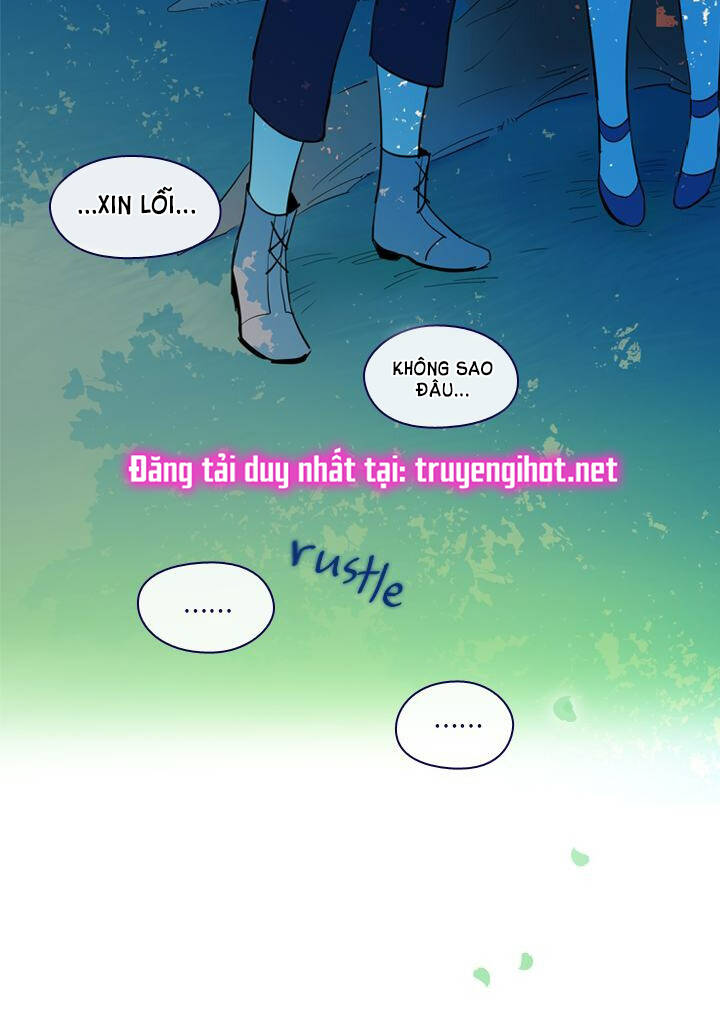 ...XIN LỖI...
KHÔNG SAO
ĐÂU...
Đăng tải duy nhất tại: truyengihot.net
rustle
......
......